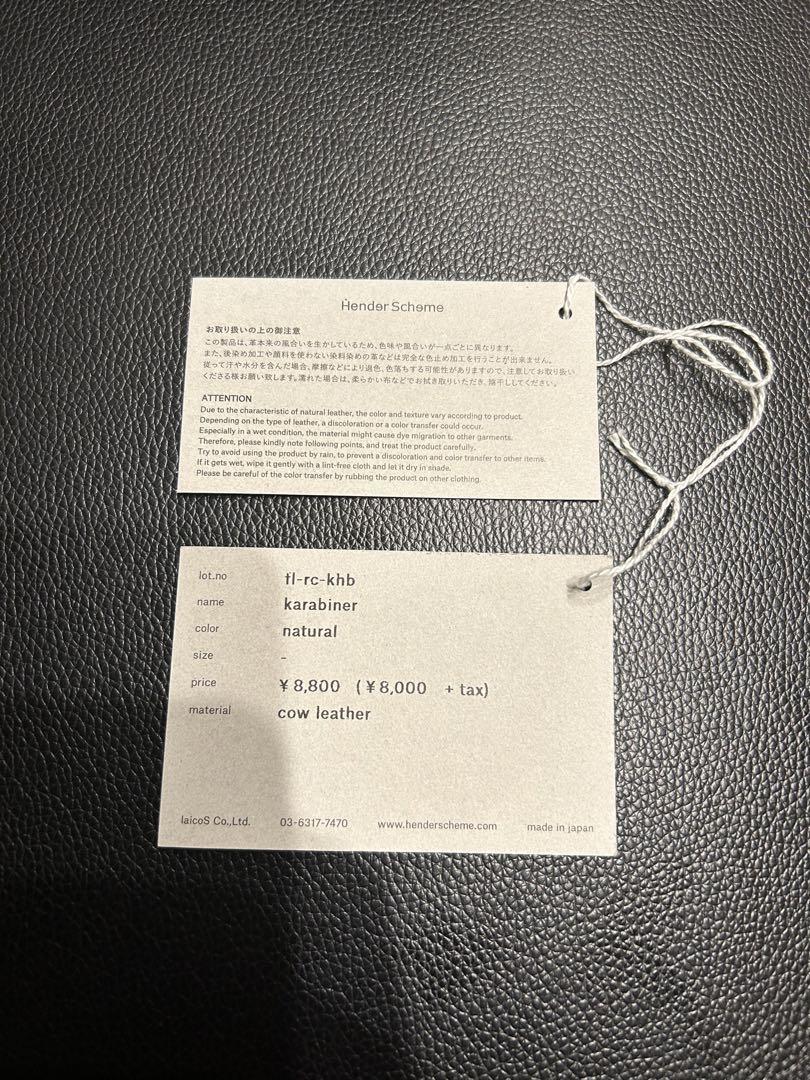 Hender Scheme
お取り扱いの上の御注意
この製品は、革本来の風合いを生かしているため、色味や風合いが一点ごとに異なります。
また、後染め加工や顔料を使わない染料染めの革などは完全な色止め加工を行うことが出来ません。
従って汗や水分を含んだ場合、摩擦などにより退色、色落ちする可能性がありますので、注意してお取り扱い
くださる様お願い致します。濡れた場合は、柔らかい布などでお拭き取りいただき、陰干ししてください。
ATTENTION
Due to the characteristic of natural leather, the color and texture vary according to product.
Depending on the type of leather, a discoloration or a color transfer could occur.
Especially in a wet condition, the material might cause dye migration to other garments.
Therefore, please kindly note following points, and treat the product carefully.
Try to avoid using the product by rain, to prevent a discoloration and color transfer to other items.
If it gets wet, wipe it gently with a lint-free cloth and let it dry in shade.
Please be careful of the color transfer by rubbing the product on other clothing.
lot.no fl-rc-khb
name karabiner
color natural
size -
price ¥ 8,800 (¥ 8,000 + tax)
material cow leather
laicoS Co.,Ltd. 03-6317-7470 www.henderscheme.com made in japan